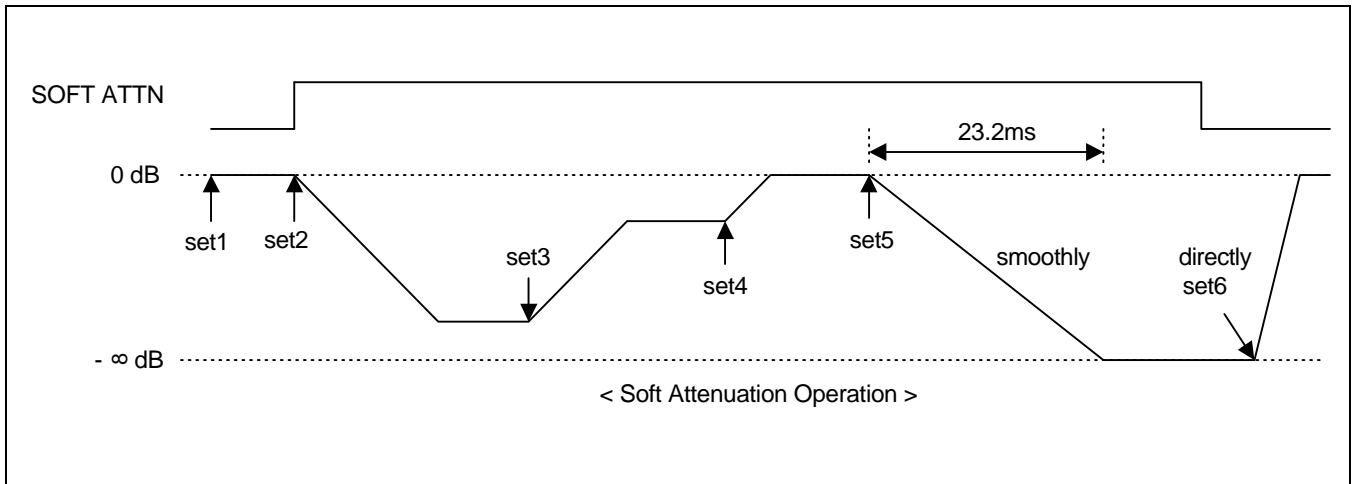 SOFT ATTN
23.2ms
0 dB
set1
set2
set3
set4
set5
smoothly
directly
set6
- ∞ dB
< Soft Attenuation Operation >